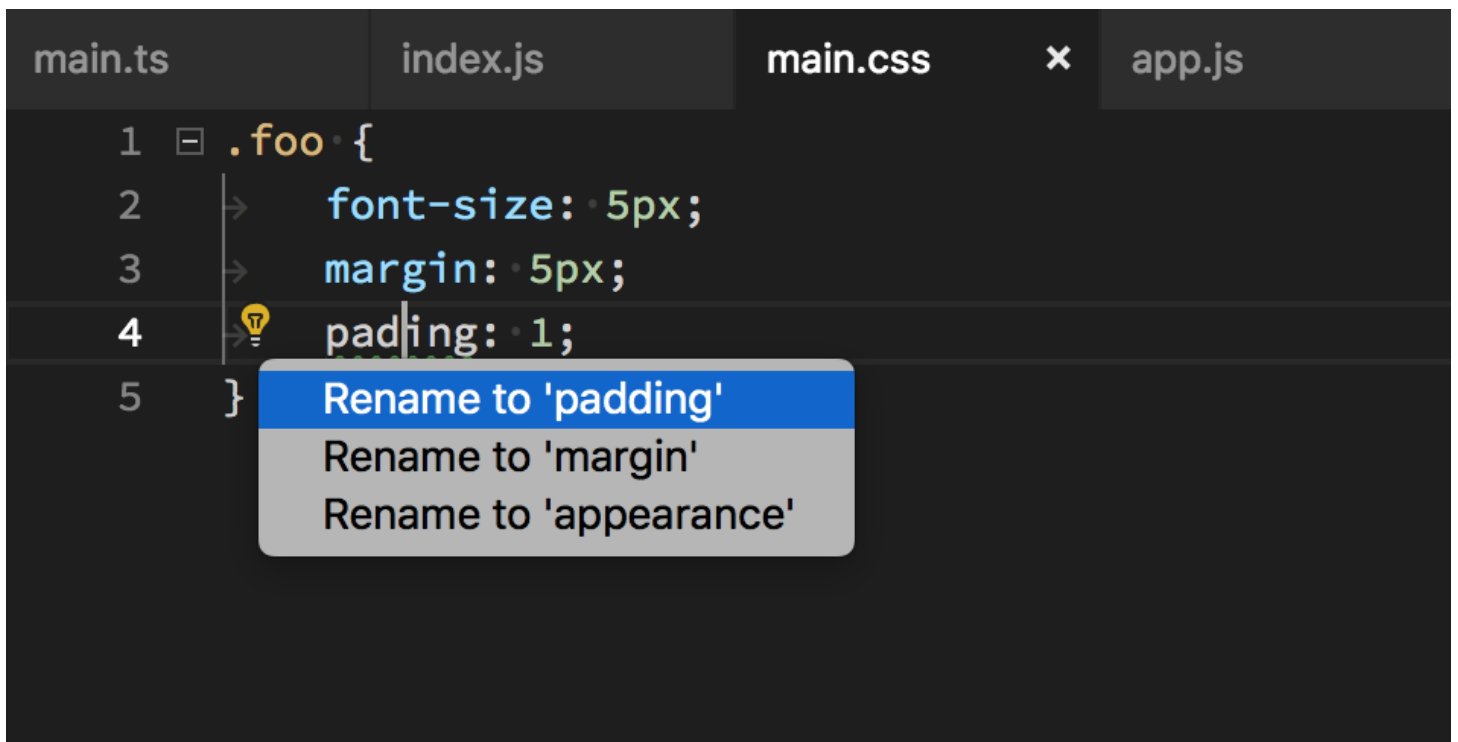 main.ts index.js main.css × app.js
1 .foo {
2 font-size: 5px;
3 margin: 5px;
4 pading: 1;
5 }
Rename to 'padding'
Rename to 'margin'
Rename to 'appearance'